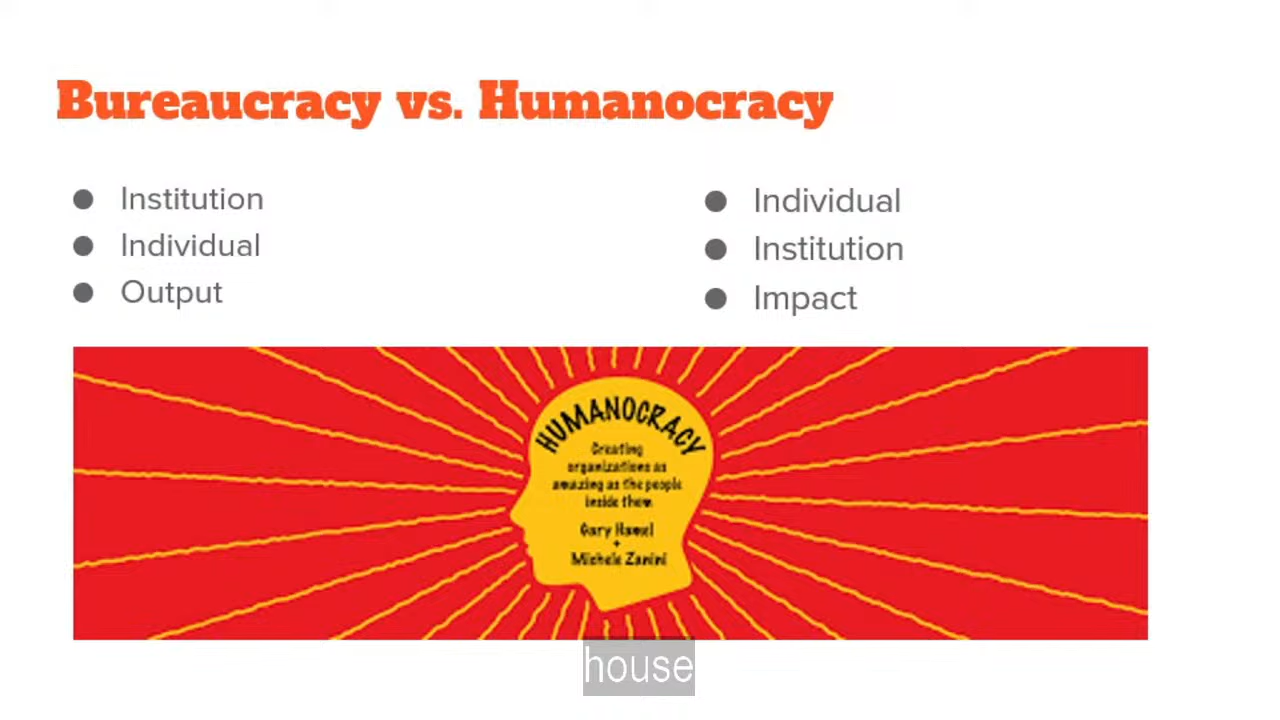 Bureaucracy vs. Humanocracy
Institution
Individual
Output
Individual
Institution
Impact
HUMANOCRACY
Creating
organizations as
amazing as the people
inside them
Gary Hamel
+
Michele Zanini
house